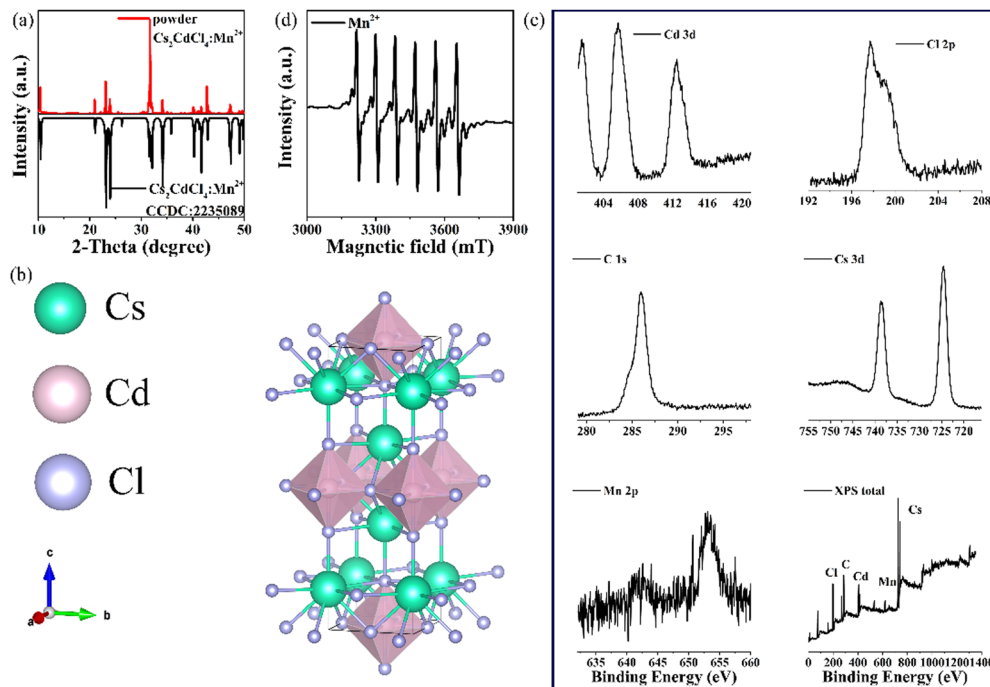 (a)
powder
Cs₂CdCl₄:Mn²⁺
Intensity (a.u.)
Cs₂CdCl₄:Mn²⁺
CCDC:2235089
10 20 30 40 50
2-Theta (degree)
(d)
Mn²⁺
Intensity (a.u.)
3000 3300 3600 3900
Magnetic field (mT)
(b)
Cs
Cd
Cl
c
a
b
(c)
Cd 3d
404 408 412 416 420
Cl 2p
192 196 200 204 208
C 1s
280 285 290 295
Cs 3d
755 750 745 740 735 730 725 720
Mn 2p
635 640 645 650 655 660
Binding Energy (eV)
XPS total
Cs
Cl
C
Cd
Mn
0 200 400 600 800 1000 1200 1400
Binding Energy (eV)